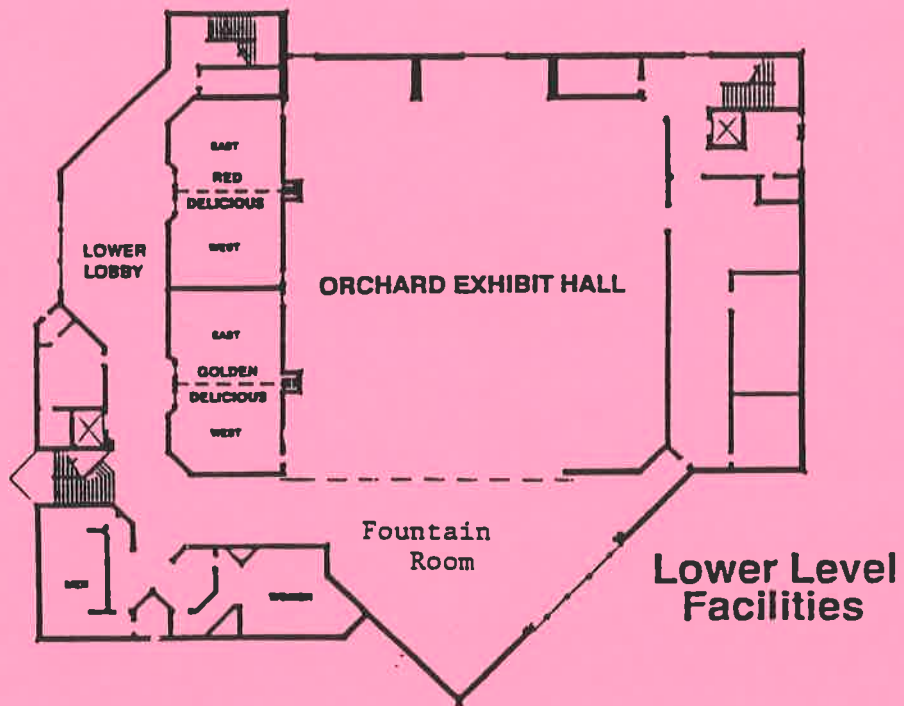 EAST
RED
DELICIOUS
WEST
LOWER
LOBBY
ORCHARD EXHIBIT HALL
EAST
GOLDEN
DELICIOUS
WEST
Fountain
Room
MEN
WOMEN
Lower Level
Facilities